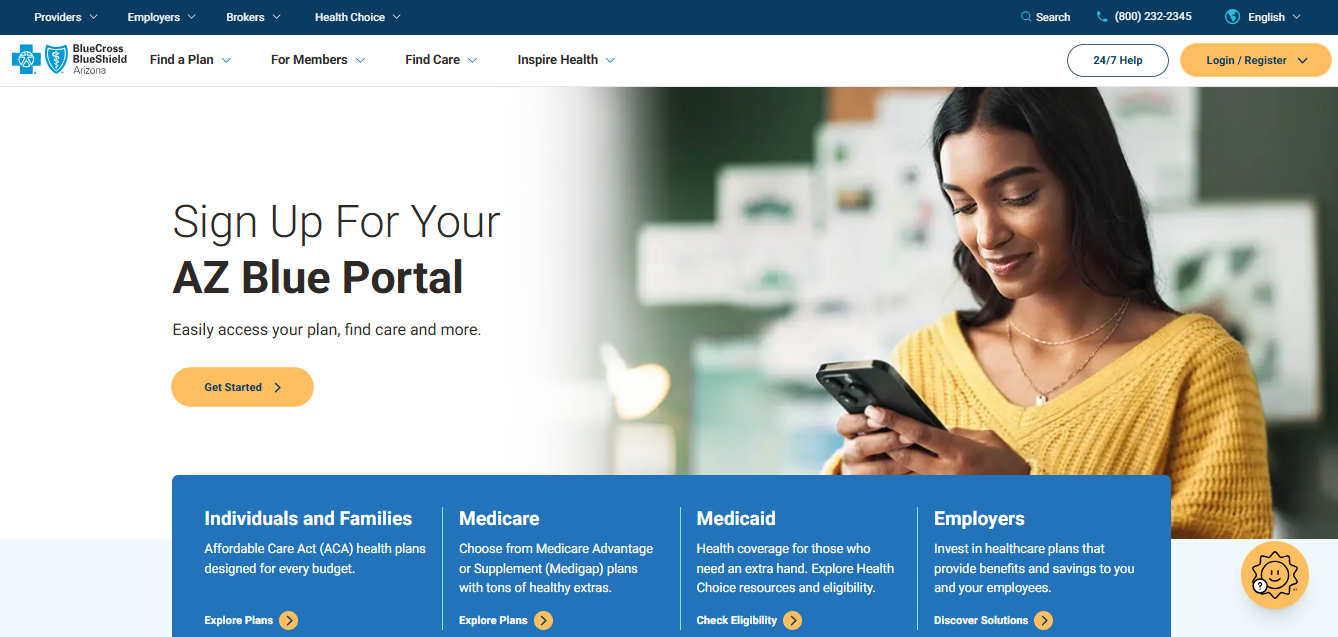 Providers
Employers
Brokers
Health Choice
Search
(800) 232-2345
English
BlueCross
BlueShield
Arizona
Find a Plan
For Members
Find Care
Inspire Health
24/7 Help
Login / Register
Sign Up For Your
AZ Blue Portal
Easily access your plan, find care and more.
Get Started
Individuals and Families
Affordable Care Act (ACA) health plans
designed for every budget.
Explore Plans
Medicare
Choose from Medicare Advantage
or Supplement (Medigap) plans
with tons of healthy extras.
Explore Plans
Medicaid
Health coverage for those who
need an extra hand. Explore Health
Choice resources and eligibility.
Check Eligibility
Employers
Invest in healthcare plans that
provide benefits and savings to you
and your employees.
Discover Solutions
?